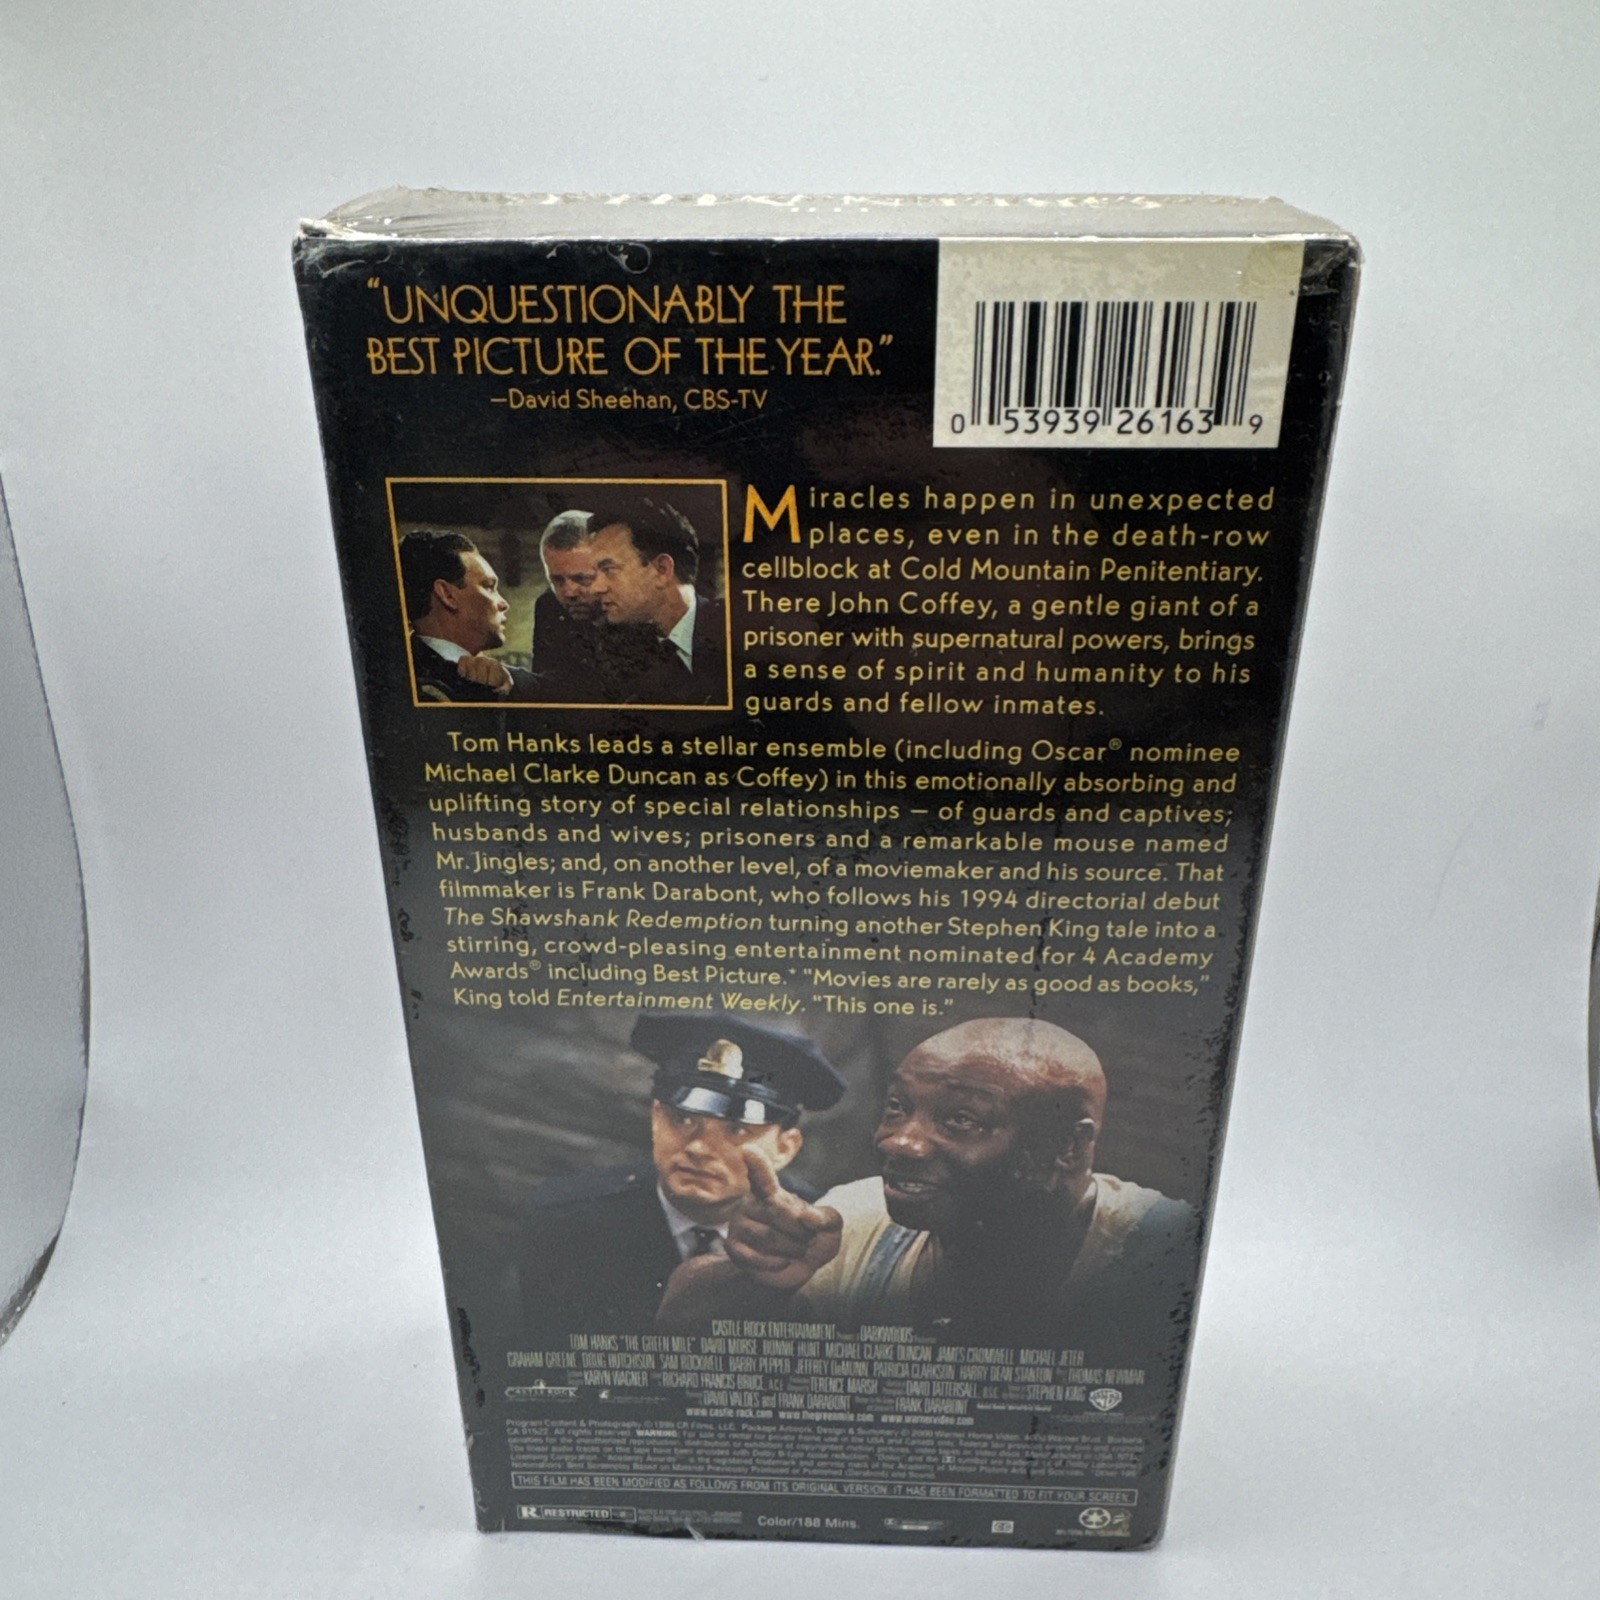 “UNQUESTIONABLY THE
BEST PICTURE OF THE YEAR.”
—David Sheehan, CBS-TV
0 53939 26163 9
Miracles happen in unexpected
places, even in the death-row
cellblock at Cold Mountain Penitentiary.
There John Coffey, a gentle giant of a
prisoner with supernatural powers, brings
a sense of spirit and humanity to his
guards and fellow inmates.
Tom Hanks leads a stellar ensemble (including Oscar® nominee
Michael Clarke Duncan as Coffey) in this emotionally absorbing and
uplifting story of special relationships — of guards and captives;
husbands and wives; prisoners and a remarkable mouse named
Mr. Jingles; and, on another level, of a moviemaker and his source. That
filmmaker is Frank Darabont, who follows his 1994 directorial debut
The Shawshank Redemption turning another Stephen King tale into a
stirring, crowd-pleasing entertainment nominated for 4 Academy
Awards® including Best Picture.* “Movies are rarely as good as books,”
King told Entertainment Weekly. “This one is.”
CASTLE ROCK ENTERTAINMENT DARKWOODS
TOM HANKS “THE GREEN MILE” DAVID MORSE BONNIE HUNT MICHAEL CLARKE DUNCAN JAMES CROMWELL MICHAEL JETER
GRAHAM GREENE DOUG HUTCHISON SAM ROCKWELL BARRY PEPPER JEFFREY DeMUNN PATRICIA CLARKSON HARRY DEAN STANTON THOMAS NEWMAN
CASTLE ROCK KARYN WAGNER RICHARD FRANCIS BRUCE, A.C.E. TERENCE MARSH DAVID TATTERSALL, B.S.C. STEPHEN KING
DAVID VALDES and FRANK DARABONT FRANK DARABONT
www.castle-rock.com www.thegreenmile.com www.warnervideo.com
THIS FILM HAS BEEN MODIFIED AS FOLLOWS FROM ITS ORIGINAL VERSION. IT HAS BEEN FORMATTED TO FIT YOUR SCREEN.
R RESTRICTED Color/188 Mins.